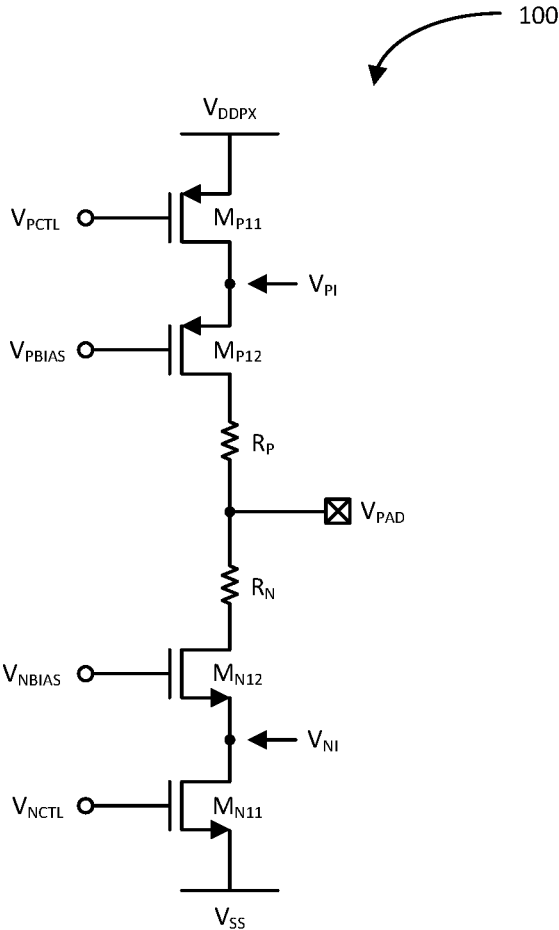 100
VDDPX
VPCTL
MP11
VPI
VPBIAS
MP12
RP
VPAD
RN
VNBIAS
MN12
VNI
VNCTL
MN11
VSS